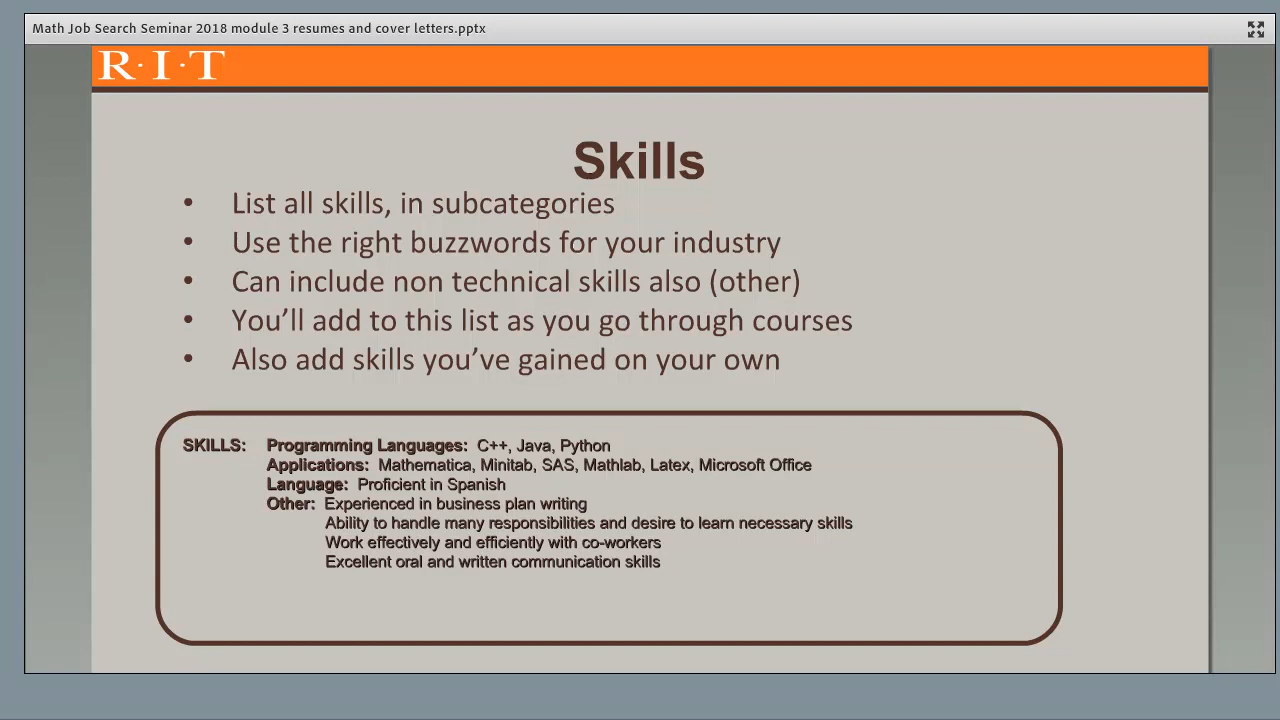 Math Job Search Seminar 2018 module 3 resumes and cover letters.pptx
R·I·T
Skills
• List all skills, in subcategories
• Use the right buzzwords for your industry
• Can include non technical skills also (other)
• You’ll add to this list as you go through courses
• Also add skills you’ve gained on your own
SKILLS: Programming Languages: C++, Java, Python
Applications: Mathematica, Minitab, SAS, Mathlab, Latex, Microsoft Office
Language: Proficient in Spanish
Other: Experienced in business plan writing
Ability to handle many responsibilities and desire to learn necessary skills
Work effectively and efficiently with co-workers
Excellent oral and written communication skills